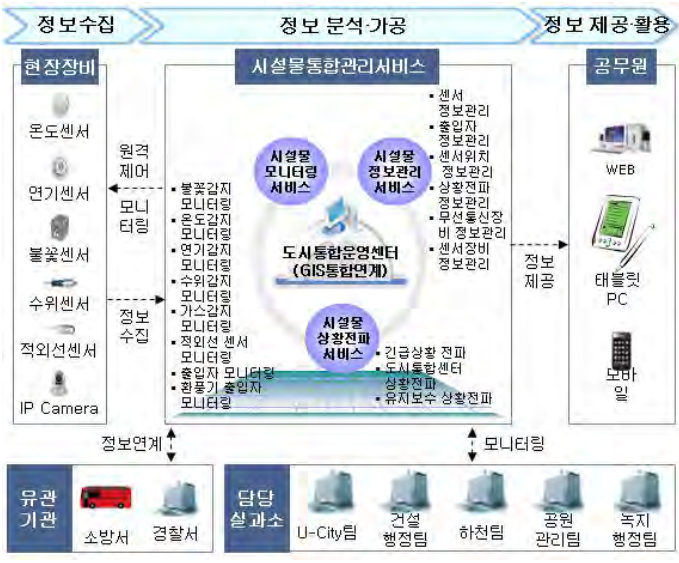 정보수집
정보 분석·가공
정보 제공·활용
현장장비
온도센서
연기센서
불꽃센서
수위센서
적외선센서
IP Camera
원격
제어
모니
터링
정보
수집
시설물통합관리서비스
시설물
모니터링
서비스
시설물
정보관리
서비스
• 센서
정보관리
• 출입자
정보관리
• 센서위치
정보관리
• 상황전파
정보관리
• 무선통신장
비 정보관리
• 센서장비
정보관리
• 불꽃감지
모니터링
• 온도감지
모니터링
• 연기감지
모니터링
• 수위감지
모니터링
• 가스감지
모니터링
• 적외선 센서
모니터링
• 출입자 모니터링
• 환풍기 출입자
모니터링
도시통합운영센터
(GIS통합연계)
시설물
상황전파
서비스
• 긴급상황 전파
• 도시통합센터
상황전파
• 유지보수 상황전파
정보
제공
공무원
WEB
태블릿
PC
모바
일
정보연계
모니터링
유관
기관
소방서
경찰서
담당
실과소
U-City팀
건설
행정팀
하천팀
공원
관리팀
녹지
행정팀